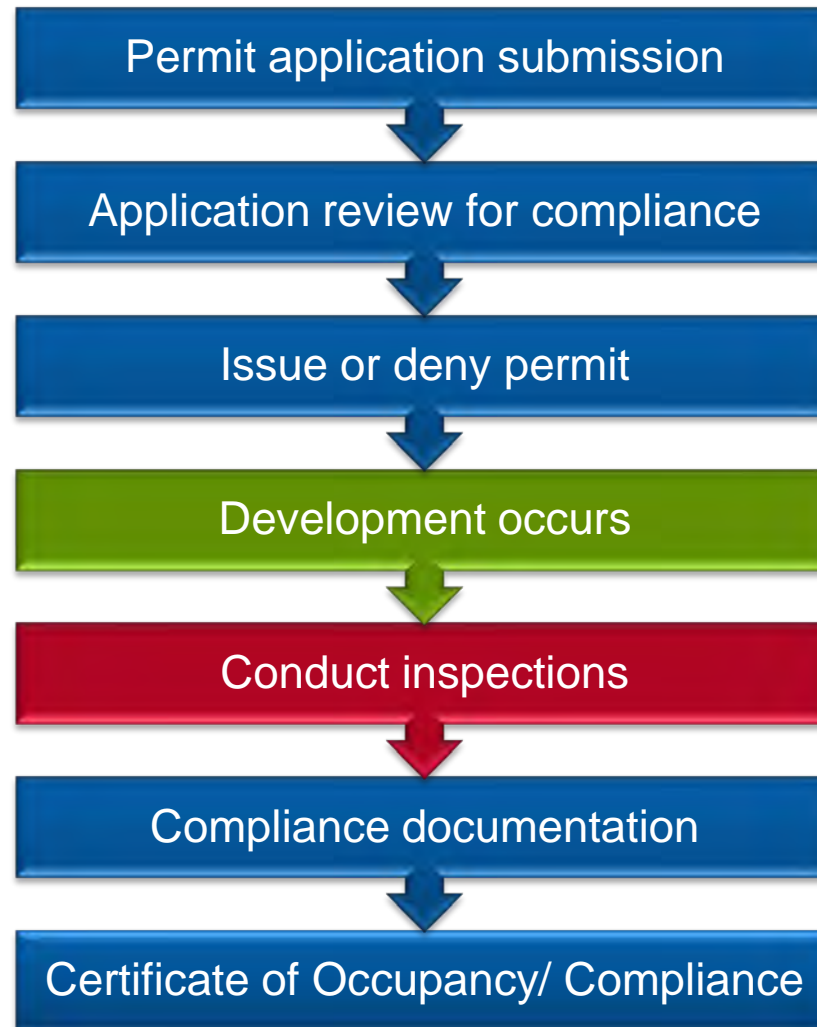 Permit application submission
Application review for compliance
Issue or deny permit
Development occurs
Conduct inspections
Compliance documentation
Certificate of Occupancy/ Compliance